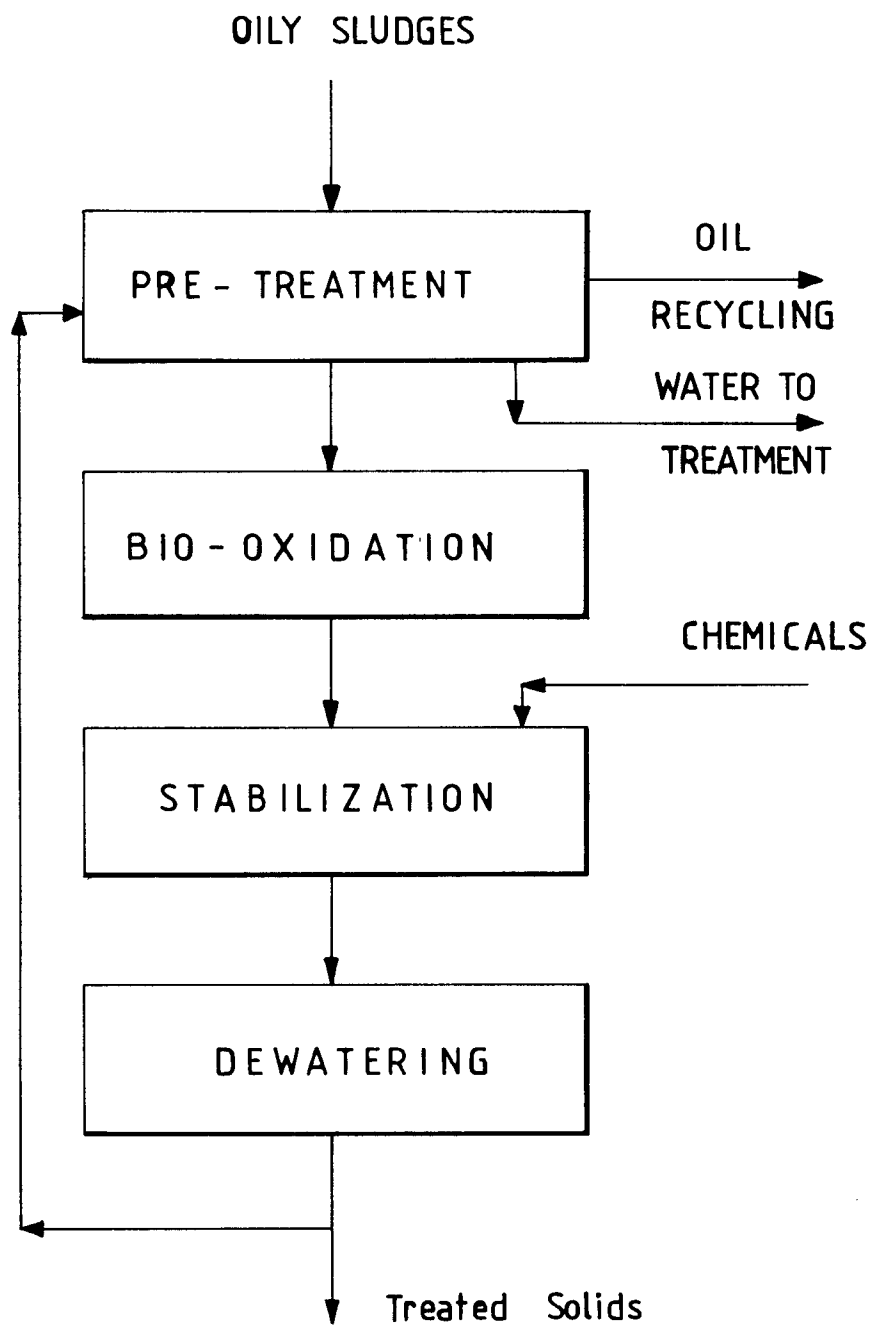 OILY SLUDGES
PRE - TREATMENT
OIL
RECYCLING
WATER TO
TREATMENT
BIO - OXIDATION
CHEMICALS
STABILIZATION
DEWATERING
Treated Solids